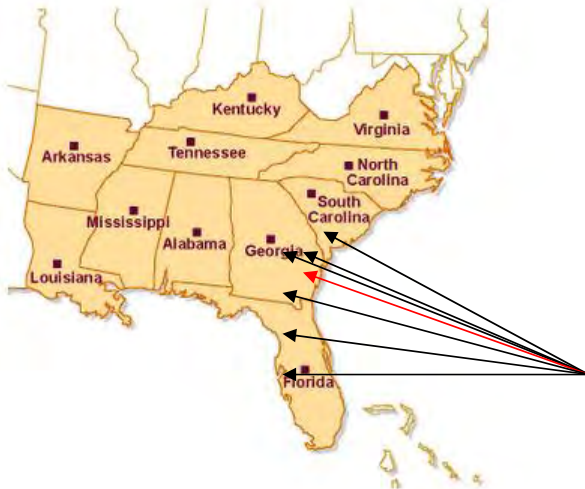 Kentucky
Virginia
Arkansas
Tennessee
North
Carolina
South
Carolina
Mississippi
Alabama
Georgia
Louisiana
Florida